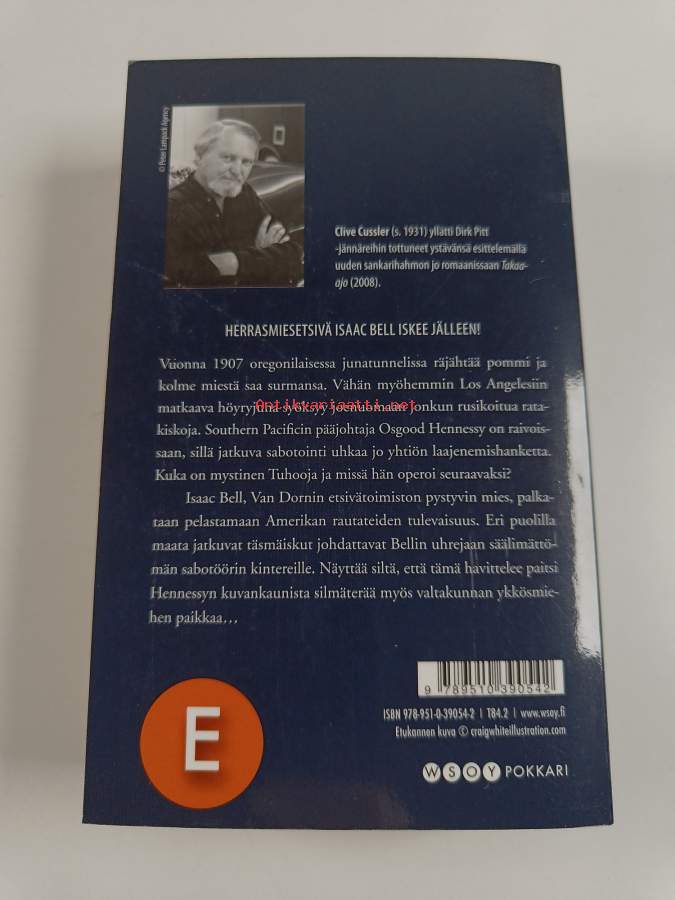 © Peter Lampack Agency
Clive Cussler (s. 1931) yllätti Dirk Pitt
-jännäreihin tottuneet ystävänsä esittelemällä
uuden sankarihahmon jo romaanissaan Takaa-
ajo (2008).
HERRASMIESETSIVÄ ISAAC BELL ISKEE JÄLLEEN!
Vuonna 1907 oregonilaisessa junatunnelissa räjähtää pommi ja
kolme miestä saa surmansa. Vähän myöhemmin Los Angelesiin
matkaava höyryjuna syöksyy joenuomaan jonkun rusikoitua rata-
Antikvariaatti.net
kiskoja. Southern Pacificin pääjohtaja Osgood Hennessy on raivois-
saan, sillä jatkuva sabotointi uhkaa jo yhtiön laajenemishanketta.
Kuka on mystinen Tuhooja ja missä hän operoi seuraavaksi?
Isaac Bell, Van Dornin etsivätoimiston pystyvin mies, palka-
taan pelastamaan Amerikan rautateiden tulevaisuus. Eri puolilla
maata jatkuvat täsmäiskut johdattavat Bellin uhrejaan säälimättö-
män sabotöörin kintereille. Näyttää siltä, että tämä havittelee paitsi
Hennessyn kuvankaunista silmäterää myös valtakunnan ykkösmie-
hen paikkaa...
9 789510 390542
ISBN 978-951-0-39054-2 | T84.2 | www.wsoy.fi
Etukannen kuva © craigwhiteillustration.com
WSOY POKKARI
E